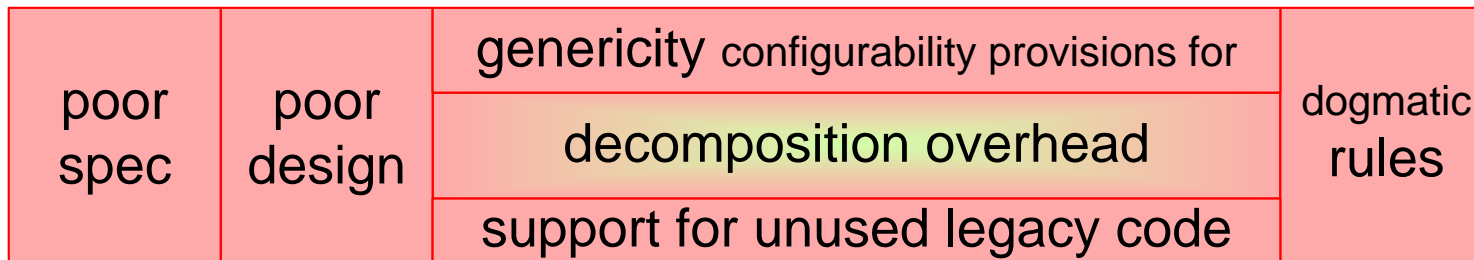 poor
spec
poor
design
genericity configurability provisions for
decomposition overhead
support for unused legacy code
dogmatic
rules